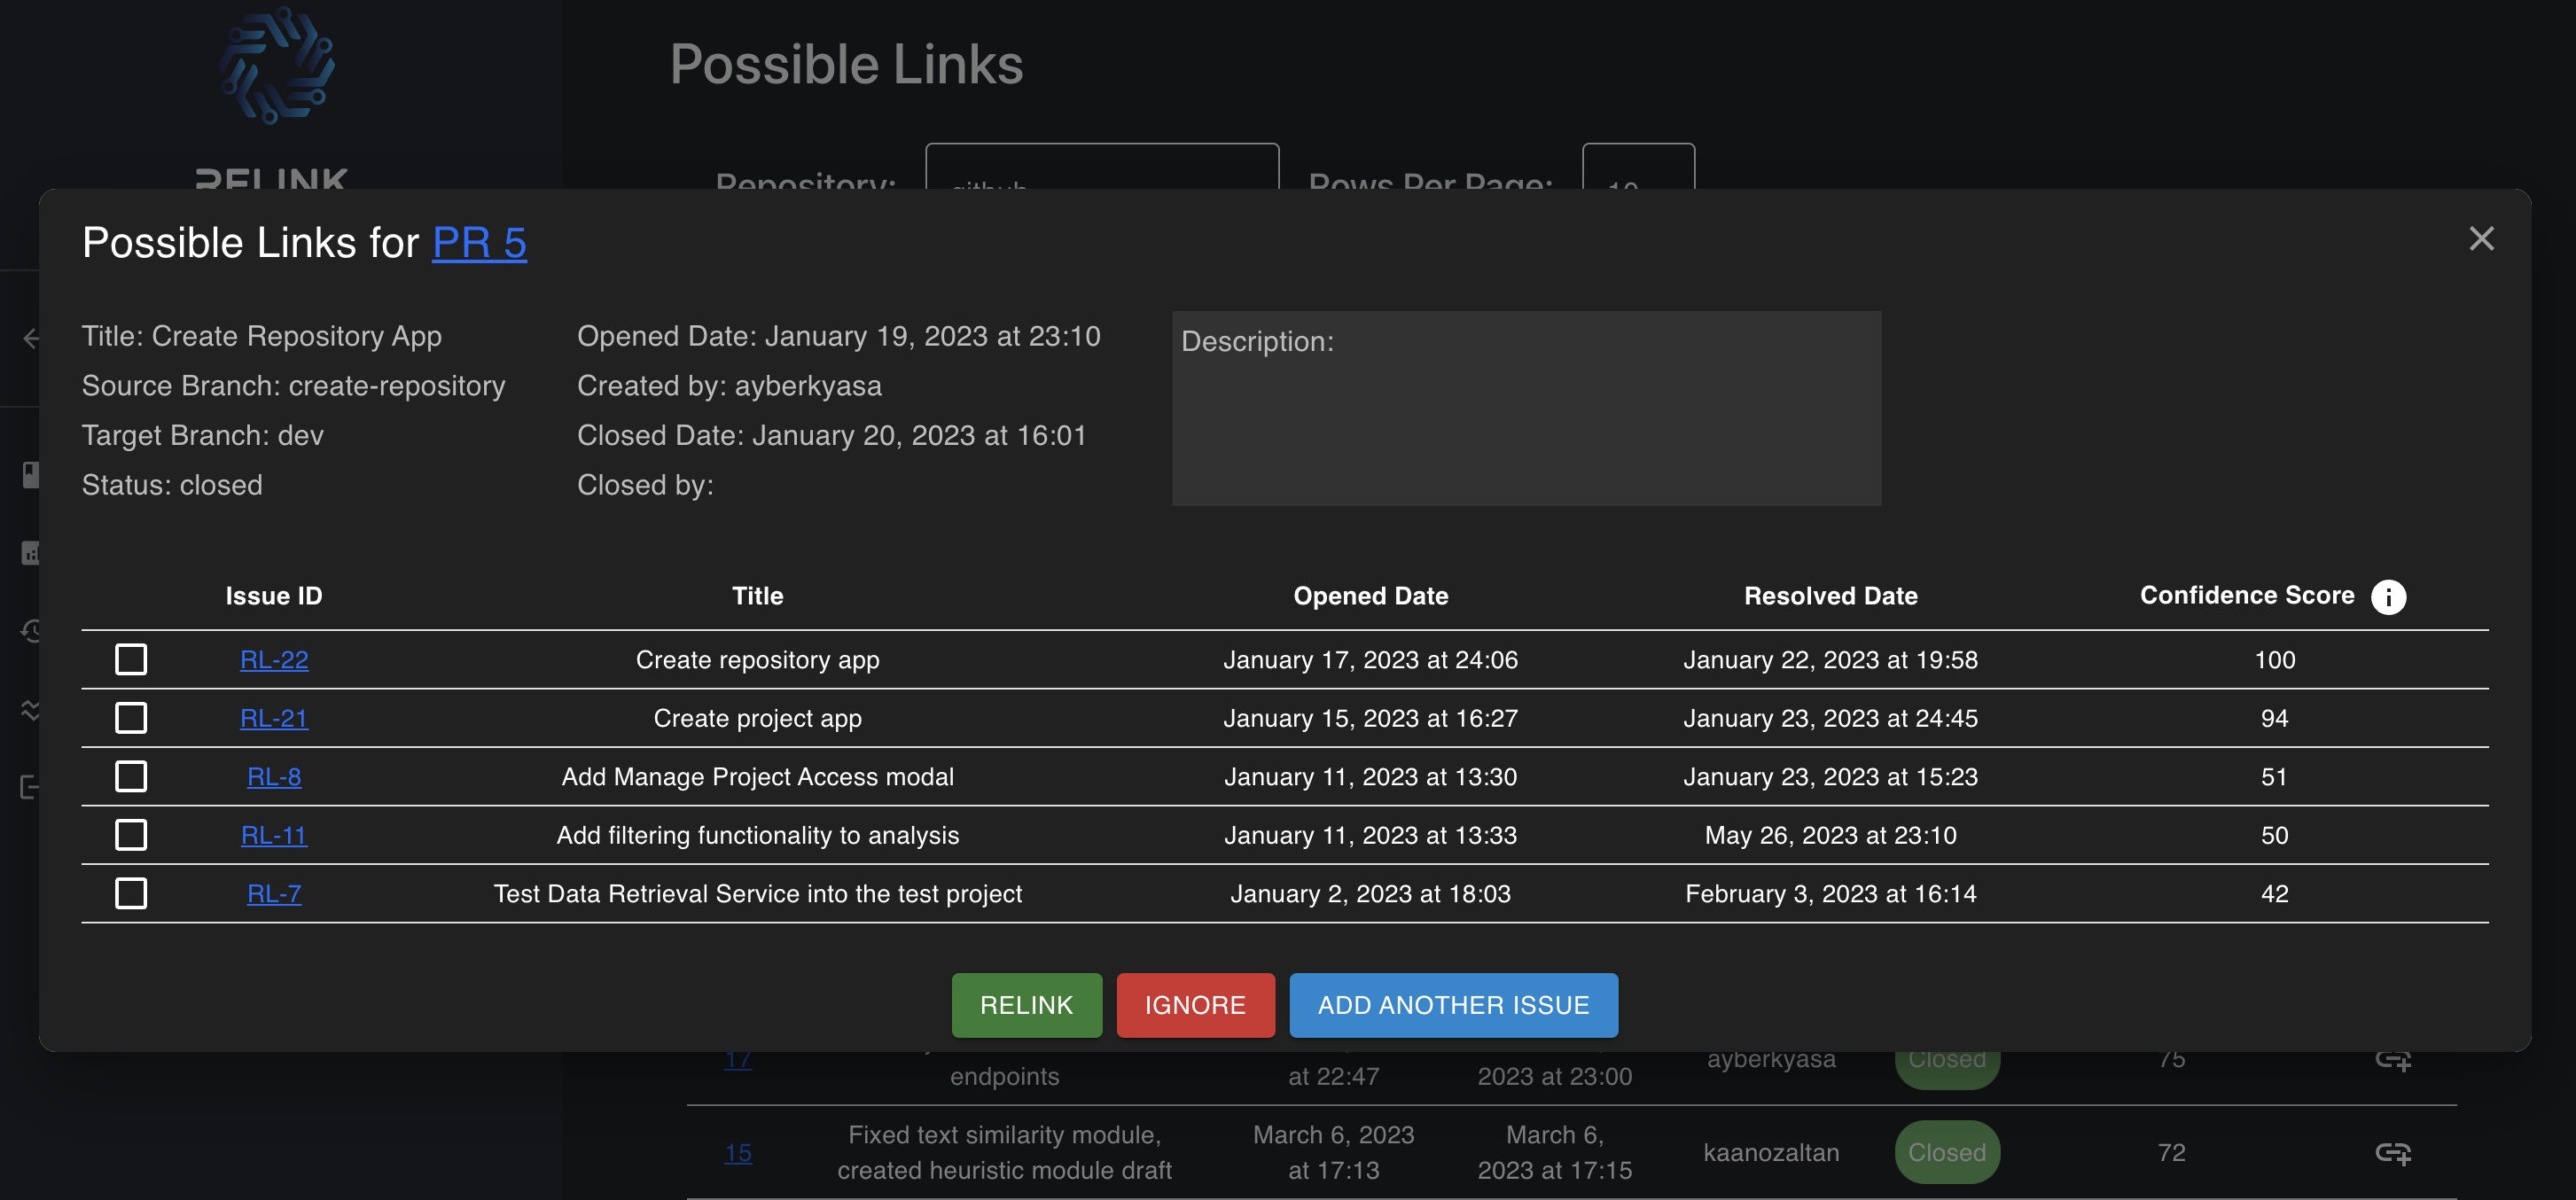 Possible Links
RELINK
Repository: github Rows Per Page: 10
Possible Links for PR 5
Title: Create Repository App
Source Branch: create-repository
Target Branch: dev
Status: closed
Opened Date: January 19, 2023 at 23:10
Created by: ayberkyasa
Closed Date: January 20, 2023 at 16:01
Closed by:
Description:
Issue ID Title Opened Date Resolved Date Confidence Score i
RL-22 Create repository app January 17, 2023 at 24:06 January 22, 2023 at 19:58 100
RL-21 Create project app January 15, 2023 at 16:27 January 23, 2023 at 24:45 94
RL-8 Add Manage Project Access modal January 11, 2023 at 13:30 January 23, 2023 at 15:23 51
RL-11 Add filtering functionality to analysis January 11, 2023 at 13:33 May 26, 2023 at 23:10 50
RL-7 Test Data Retrieval Service into the test project January 2, 2023 at 18:03 February 3, 2023 at 16:14 42
RELINK IGNORE ADD ANOTHER ISSUE
17 ayberkyasa Closed 75
endpoints at 22:47 2023 at 23:00
Fixed text similarity module, March 6, 2023 March 6,
15 kaanozaltan Closed 72
created heuristic module draft at 17:13 2023 at 17:15